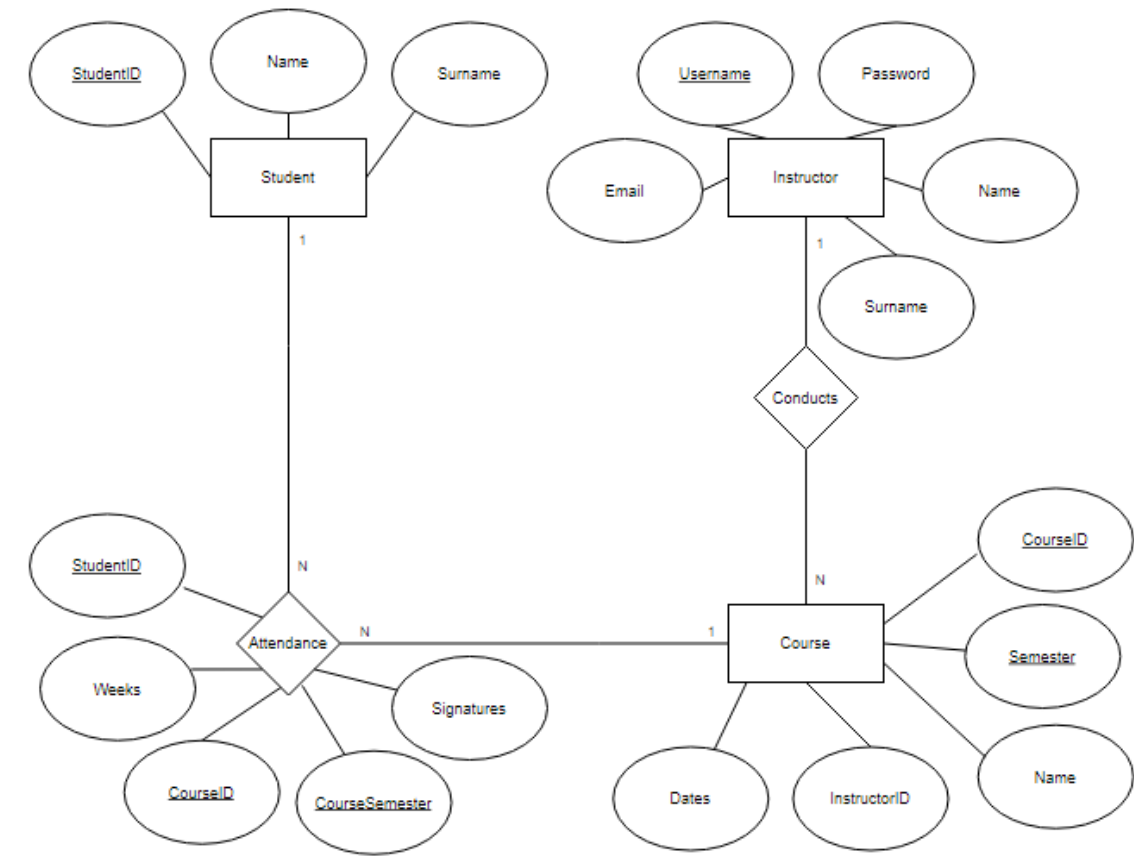 StudentID
Name
Surname
Username
Password
Student
Instructor
Email
Name
1
1
Surname
Conducts
CourseID
StudentID
N
N
Attendance
N
1
Course
Semester
Weeks
Signatures
Name
CourseID
CourseSemester
Dates
InstructorID